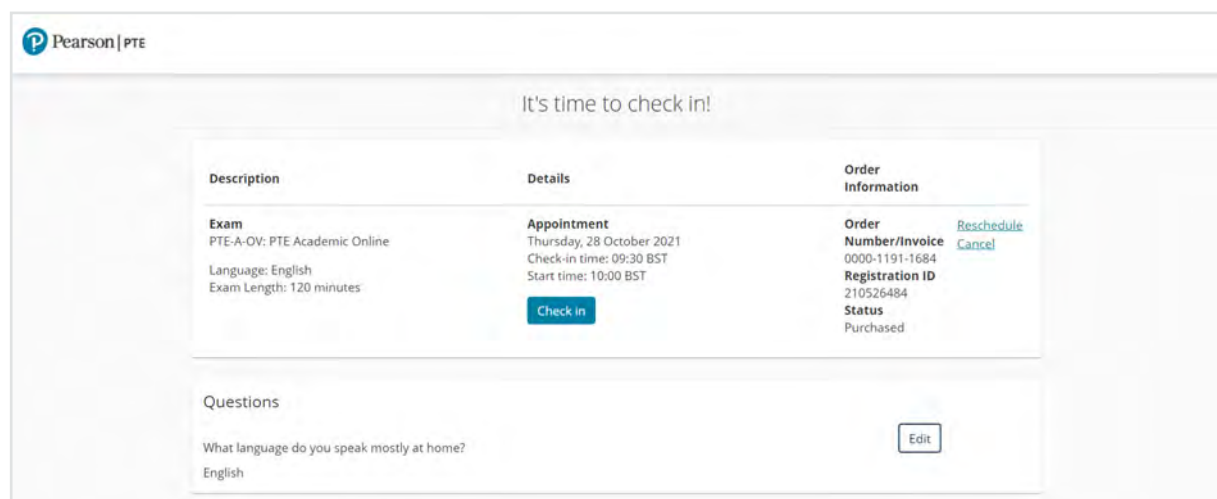 Pearson | PTE
It's time to check in!
Description
Details
Order
Information
Exam
PTE-A-OV: PTE Academic Online
Language: English
Exam Length: 120 minutes
Appointment
Thursday, 28 October 2021
Check-in time: 09:30 BST
Start time: 10:00 BST
Check in
Order
Number/Invoice
0000-1191-1684
Registration ID
210526484
Status
Purchased
Reschedule
Cancel
Questions
What language do you speak mostly at home?
English
Edit